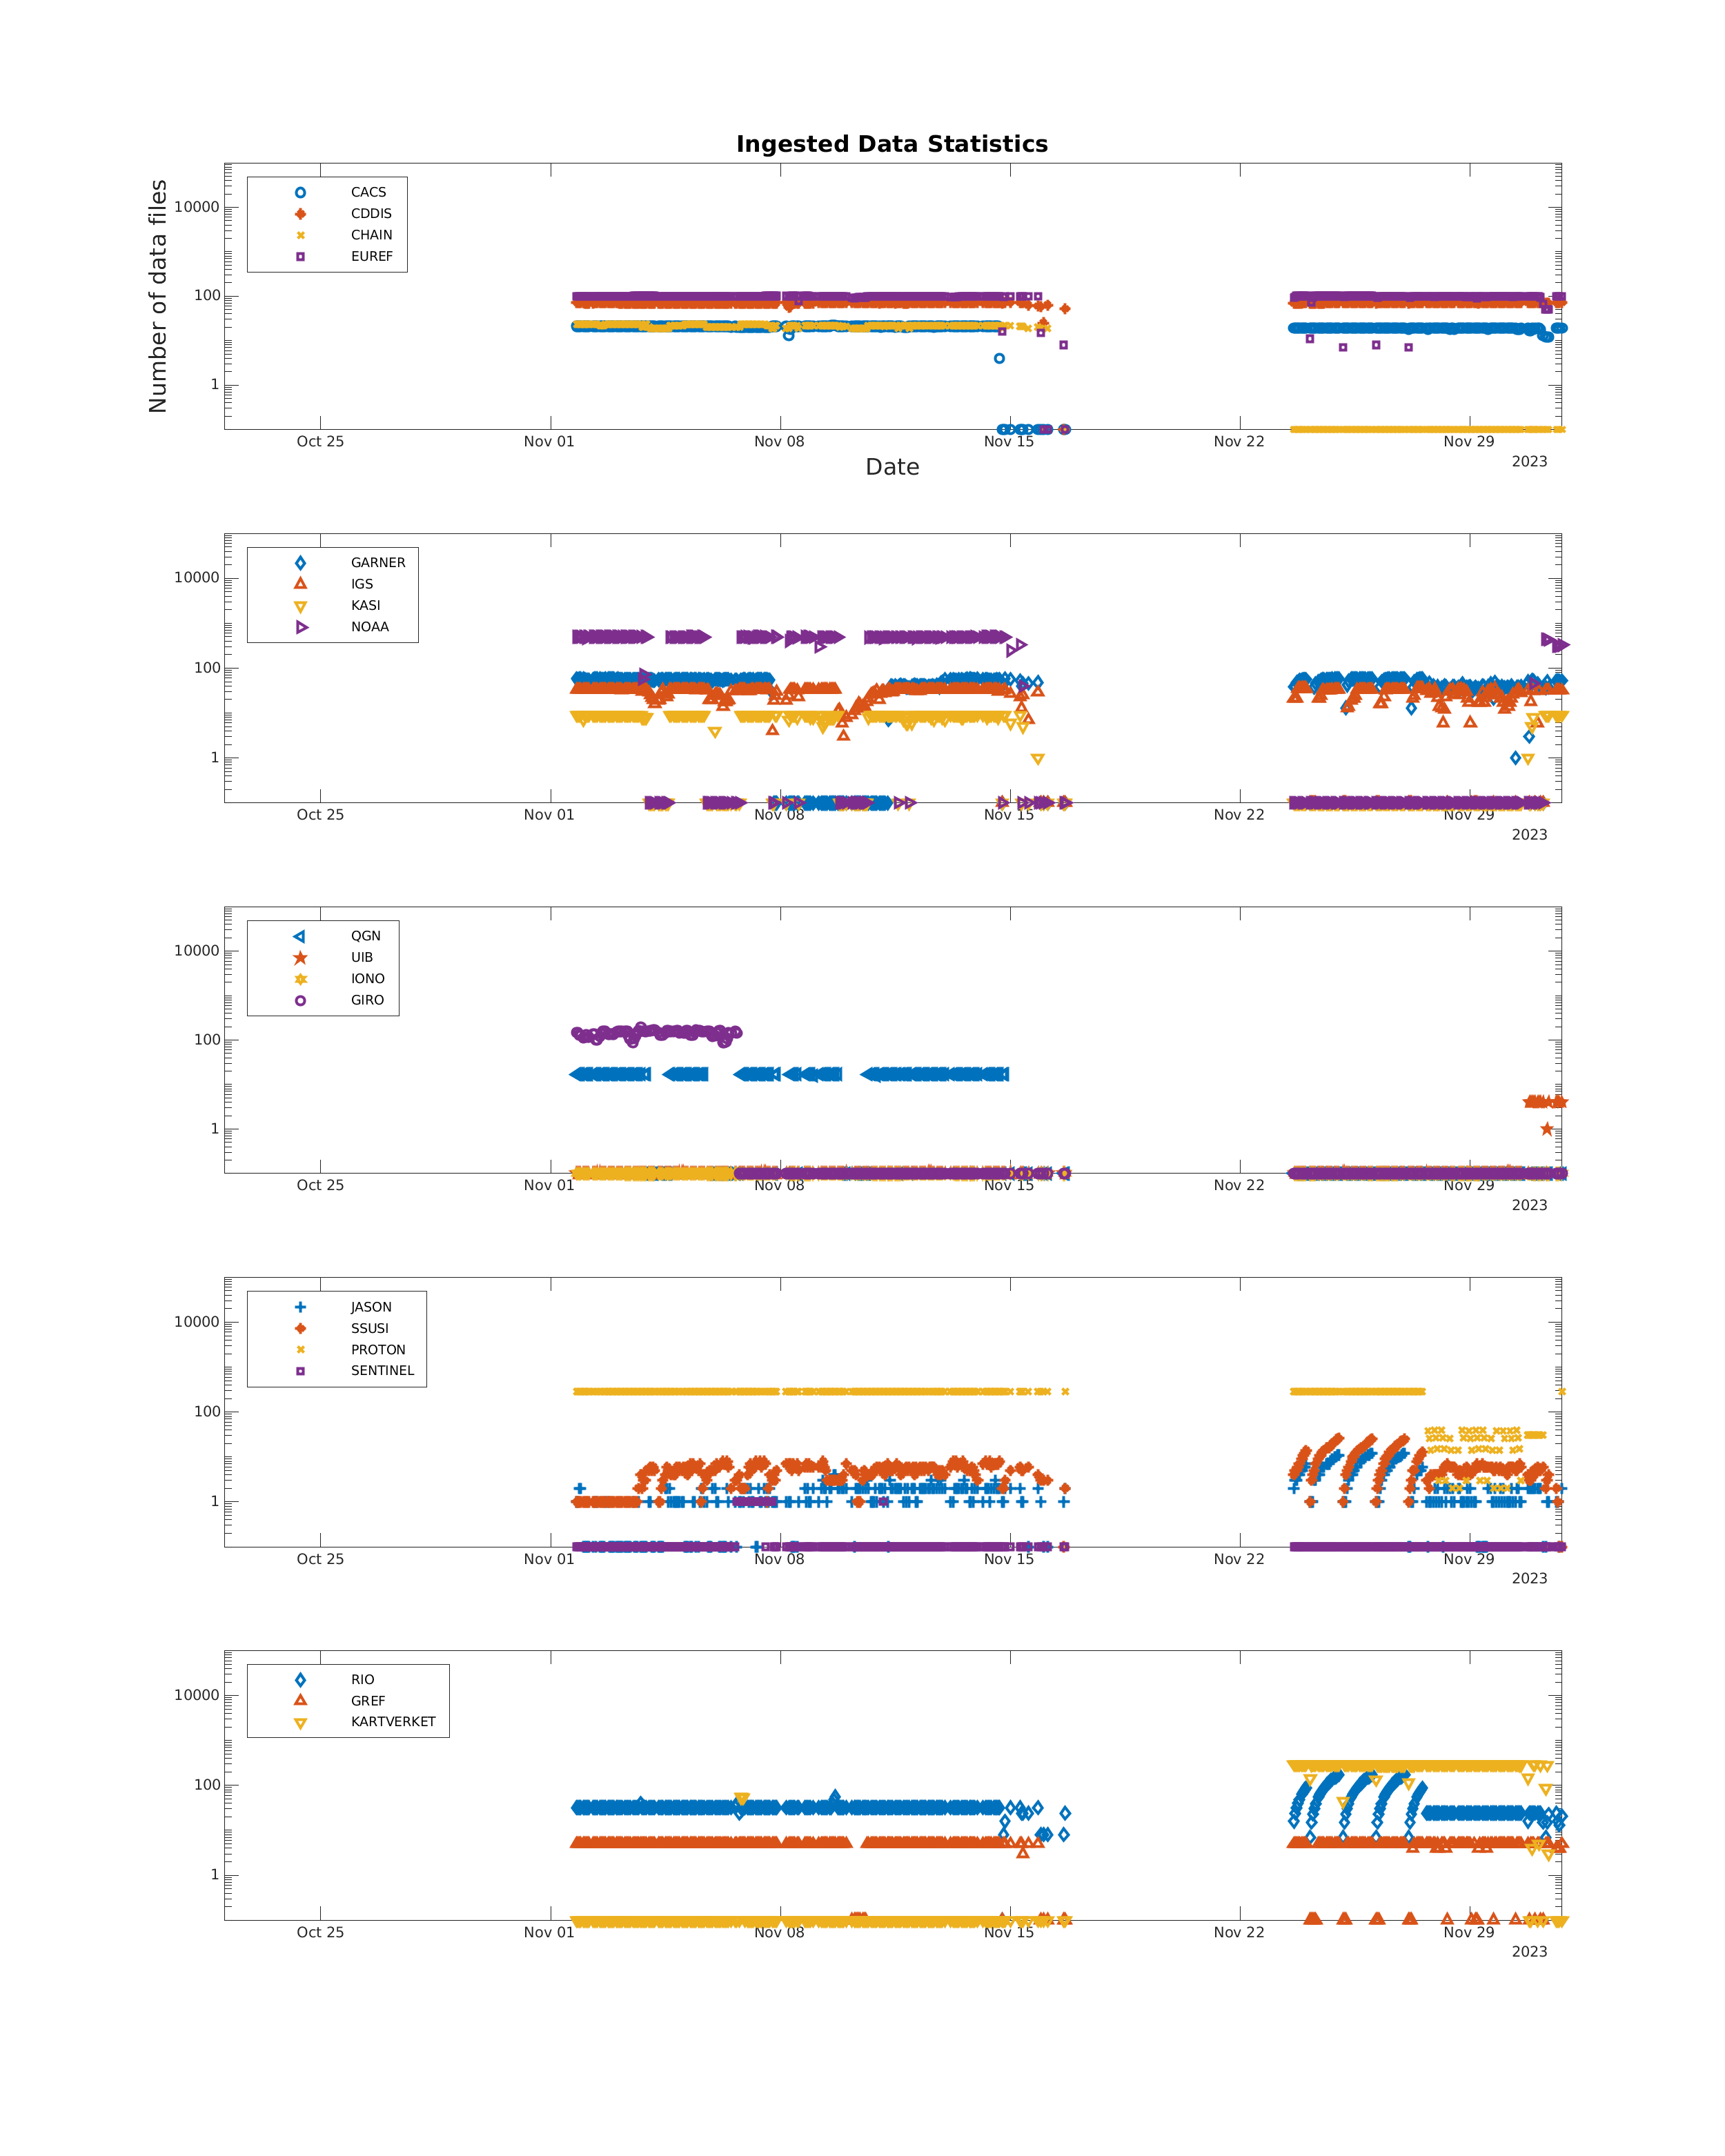 Ingested Data Statistics
Number of data files
CACS
CDDIS
CHAIN
EUREF
10000
100
1
Oct 25 Nov 01 Nov 08 Nov 15 Nov 22 Nov 29
2023
Date
GARNER
IGS
KASI
NOAA
10000
100
1
Oct 25 Nov 01 Nov 08 Nov 15 Nov 22 Nov 29
2023
QGN
UIB
IONO
GIRO
10000
100
1
Oct 25 Nov 01 Nov 08 Nov 15 Nov 22 Nov 29
2023
JASON
SSUSI
PROTON
SENTINEL
10000
100
1
Oct 25 Nov 01 Nov 08 Nov 15 Nov 22 Nov 29
2023
RIO
GREF
KARTVERKET
10000
100
1
Oct 25 Nov 01 Nov 08 Nov 15 Nov 22 Nov 29
2023